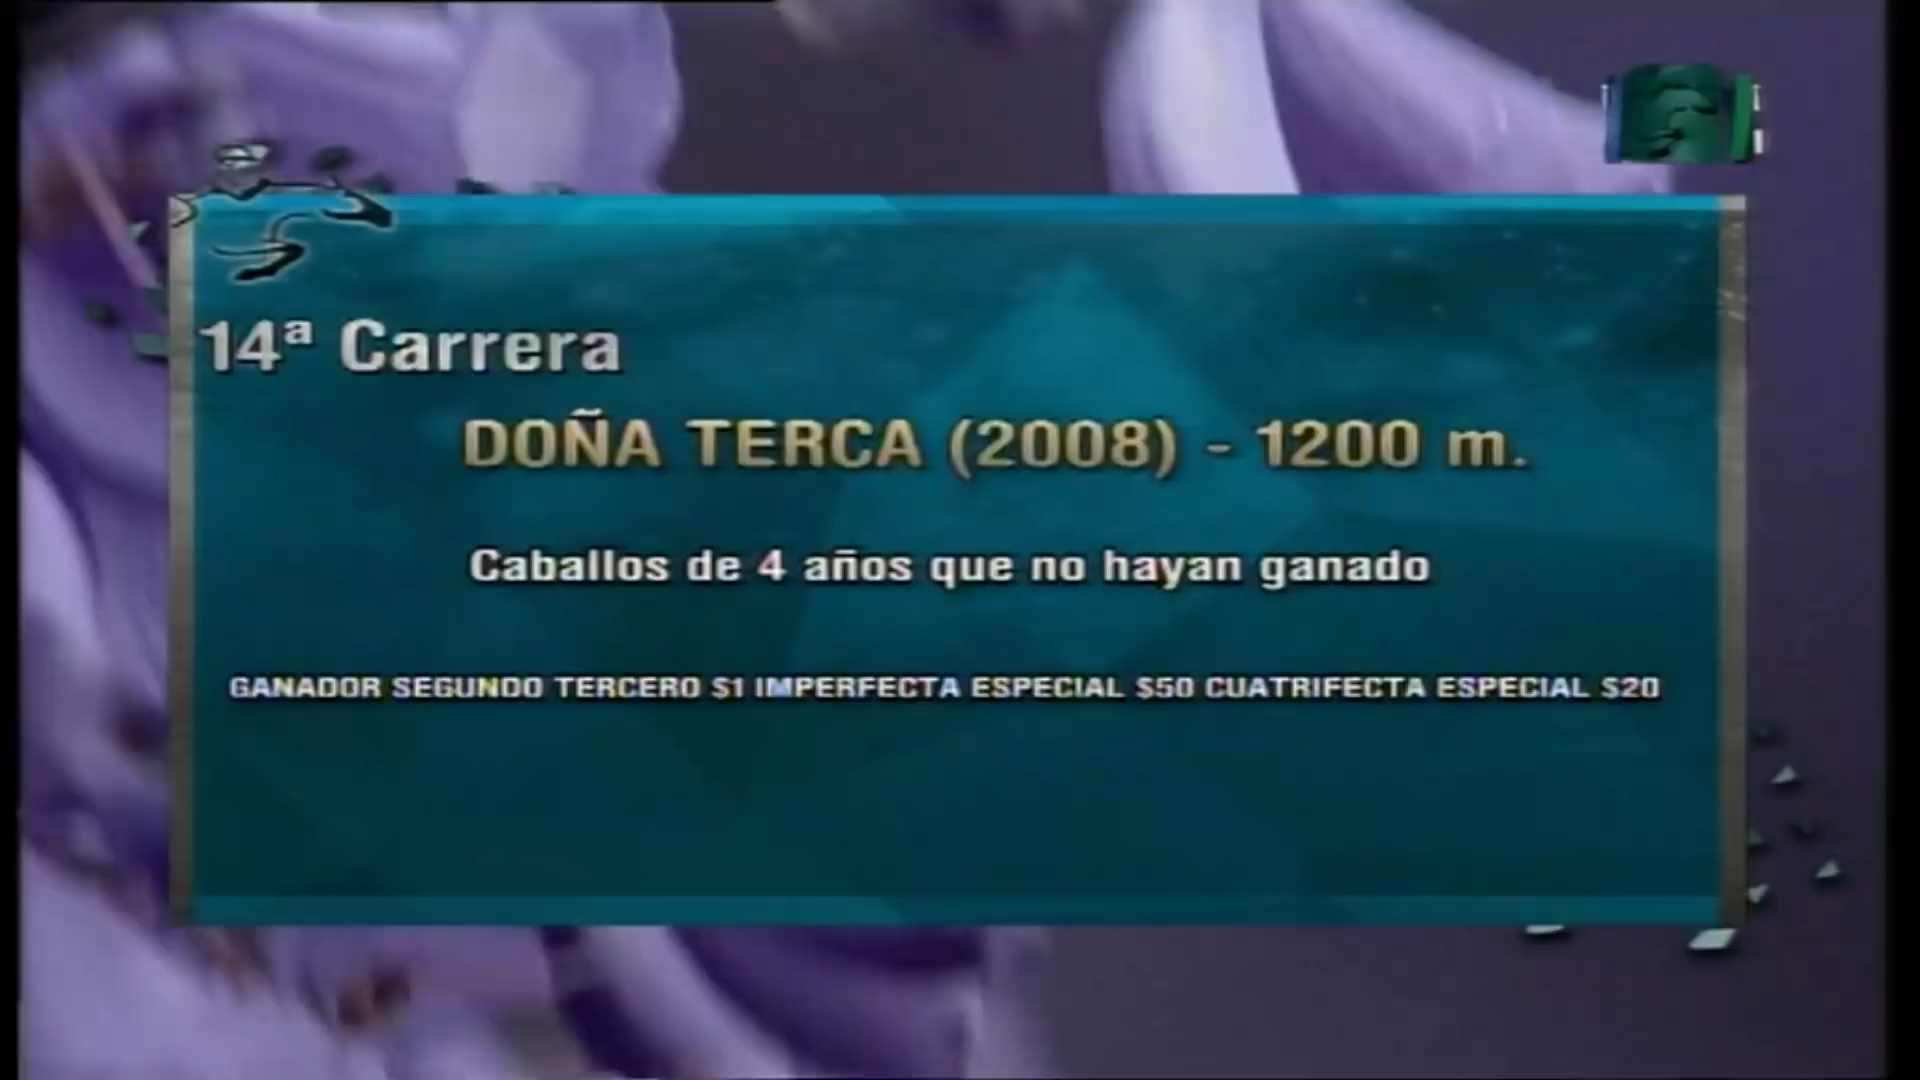 14ª Carrera
DOÑA TERCA (2008) - 1200 m.
Caballos de 4 años que no hayan ganado
GANADOR SEGUNDO TERCERO $1 IMPERFECTA ESPECIAL $50 CUATRIFECTA ESPECIAL $20